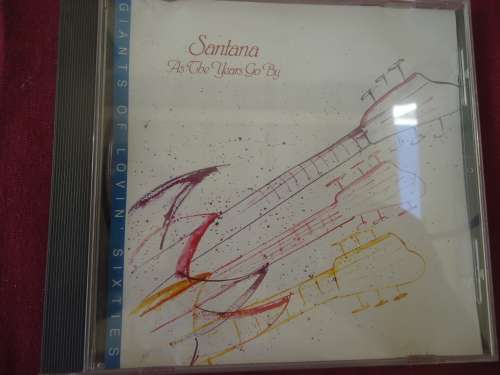 Santana
As The Years Go By
GIANTS OF LOVIN' SIXTIES